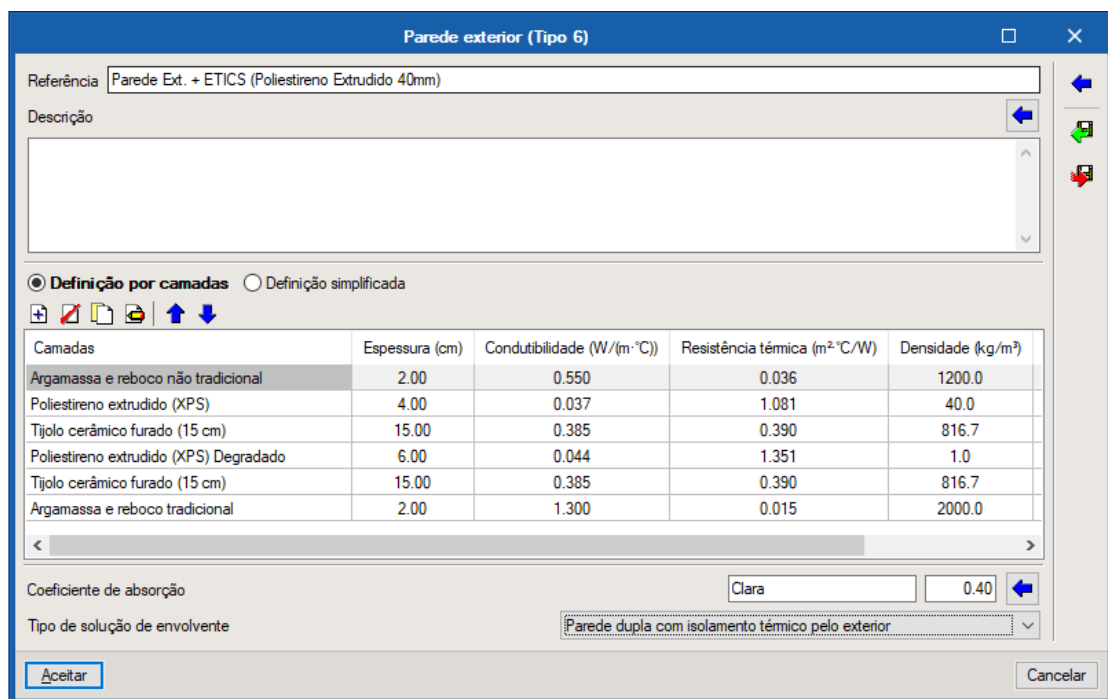 Parede exterior (Tipo 6)
Referência Parede Ext. + ETICS (Poliestireno Extrudido 40mm)
Descrição
Definição por camadas Definição simplificada
Camadas Espessura (cm) Condutibilidade (W/(m·°C)) Resistência térmica (m²·°C/W) Densidade (kg/m³)
Argamassa e reboco não tradicional 2.00 0.550 0.036 1200.0
Poliestireno extrudido (XPS) 4.00 0.037 1.081 40.0
Tijolo cerâmico furado (15 cm) 15.00 0.385 0.390 816.7
Poliestireno extrudido (XPS) Degradado 6.00 0.044 1.351 1.0
Tijolo cerâmico furado (15 cm) 15.00 0.385 0.390 816.7
Argamassa e reboco tradicional 2.00 1.300 0.015 2000.0
Coeficiente de absorção Clara 0.40
Tipo de solução de envolvente Parede dupla com isolamento térmico pelo exterior
Aceitar Cancelar